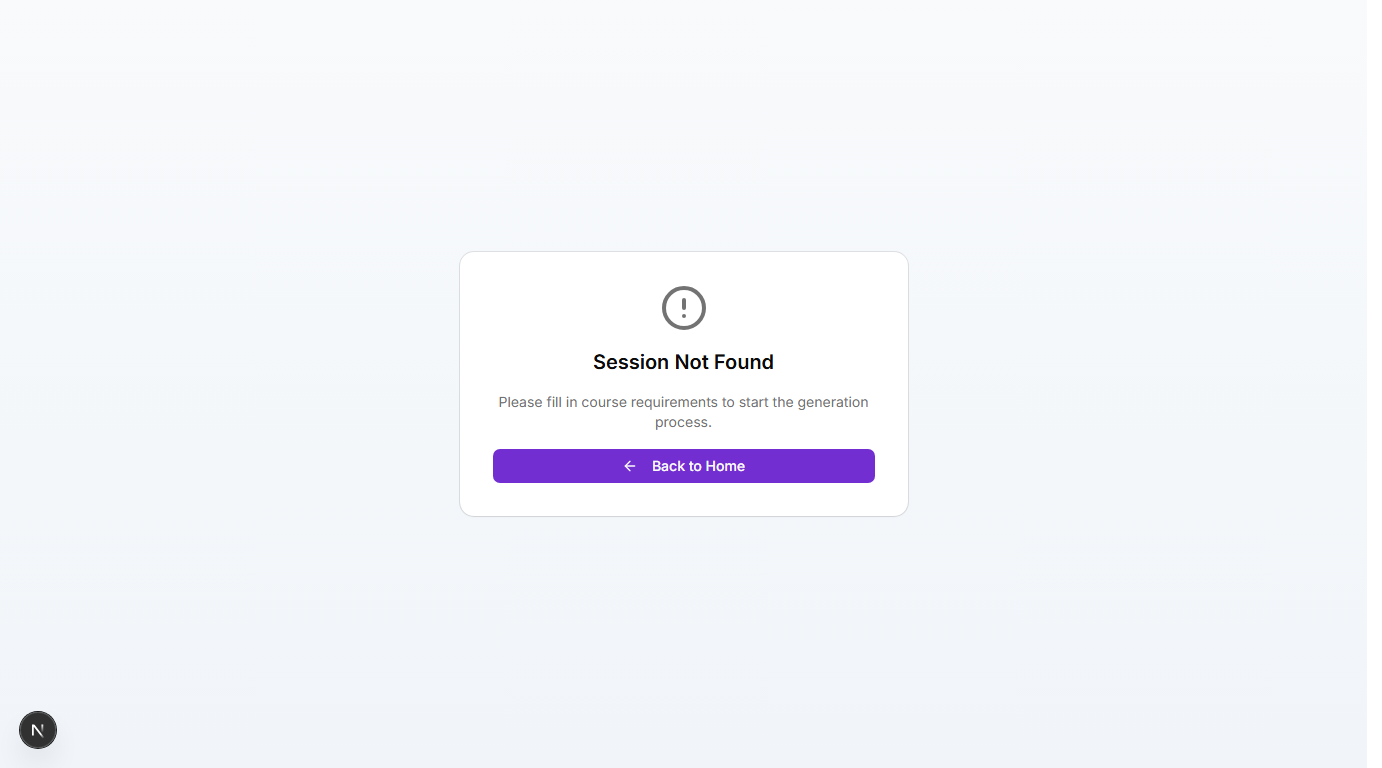 Session Not Found
Please fill in course requirements to start the generation
process.
Back to Home
N